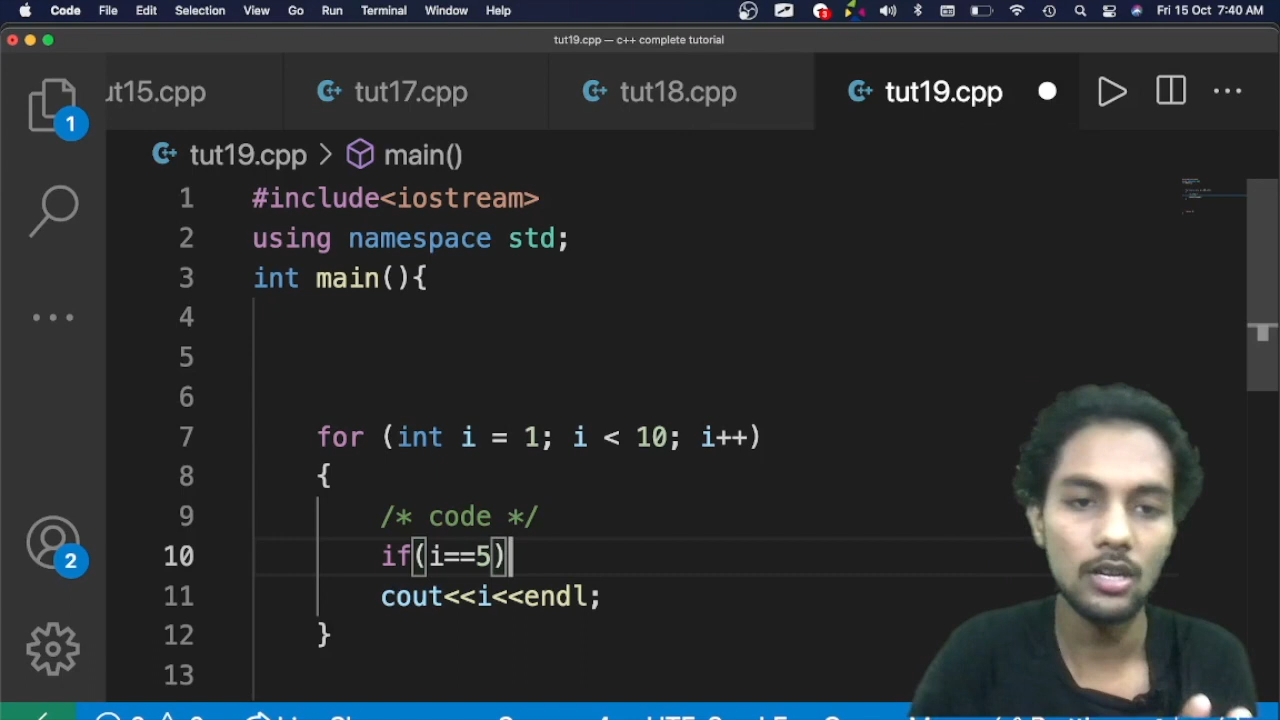 Code File Edit Selection View Go Run Terminal Window Help 3 Fri 15 Oct 7:40 AM
tut19.cpp — c++ complete tutorial
ut15.cpp tut17.cpp tut18.cpp tut19.cpp
1
tut19.cpp > main()
1 #include<iostream>
2 using namespace std;
3 int main(){
4
5
6
7 for (int i = 1; i < 10; i++)
8 {
9 /* code */
10 if(i==5)
11 cout<<i<<endl;
2
12 }
13